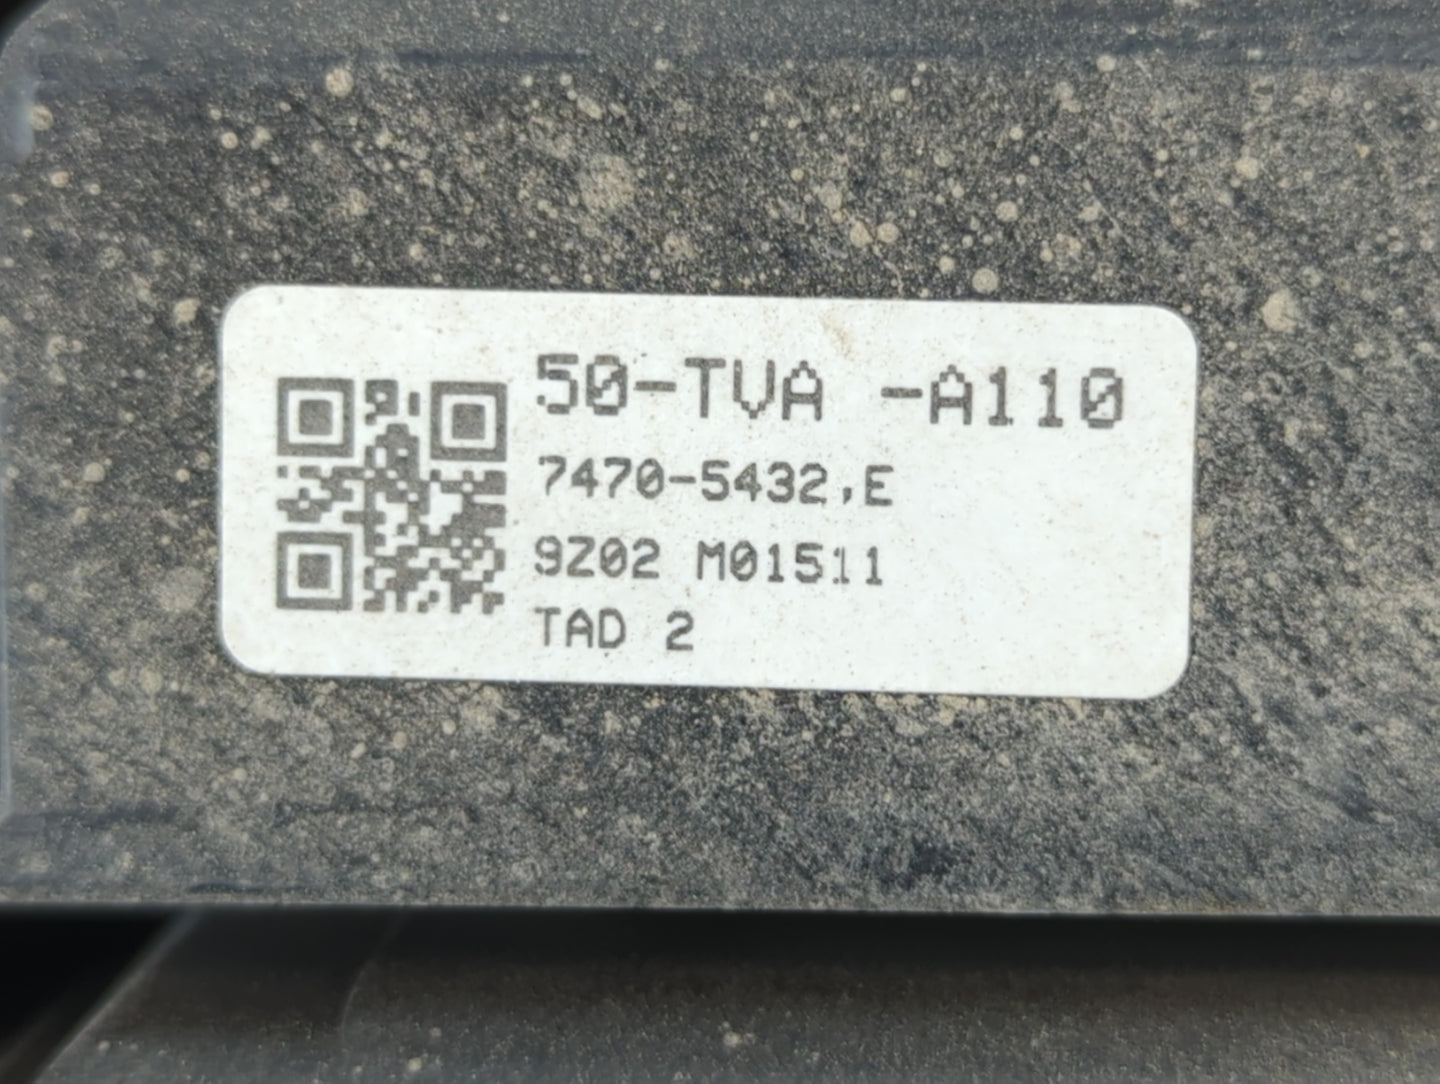 50-TVA -A110
7470-5432,E
9Z02 M01511
TAD 2